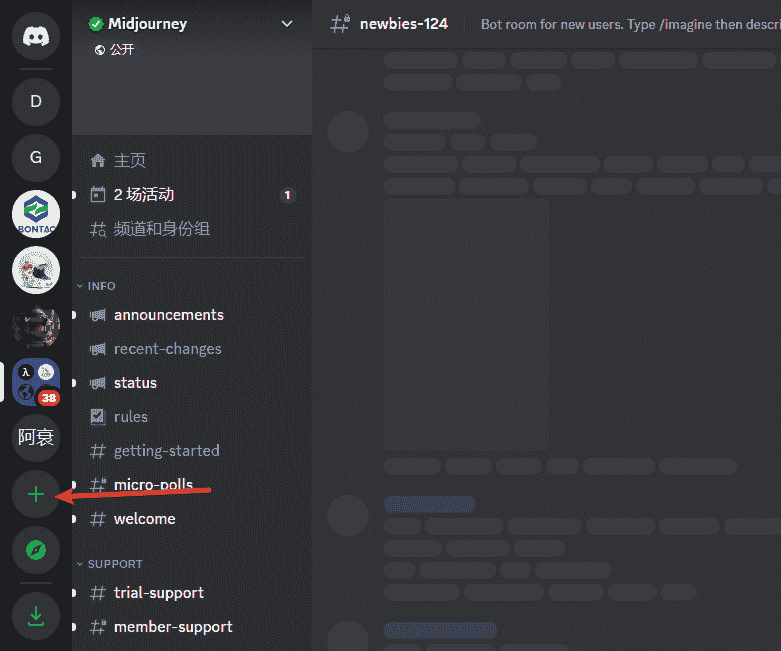 Midjourney
公开
newbies-124
Bot room for new users. Type /imagine then descri
D
G
BONTAC
38
阿衰
主页
2 场活动
1
频道和身份组
INFO
announcements
recent-changes
status
rules
getting-started
micro-polls
welcome
SUPPORT
trial-support
member-support